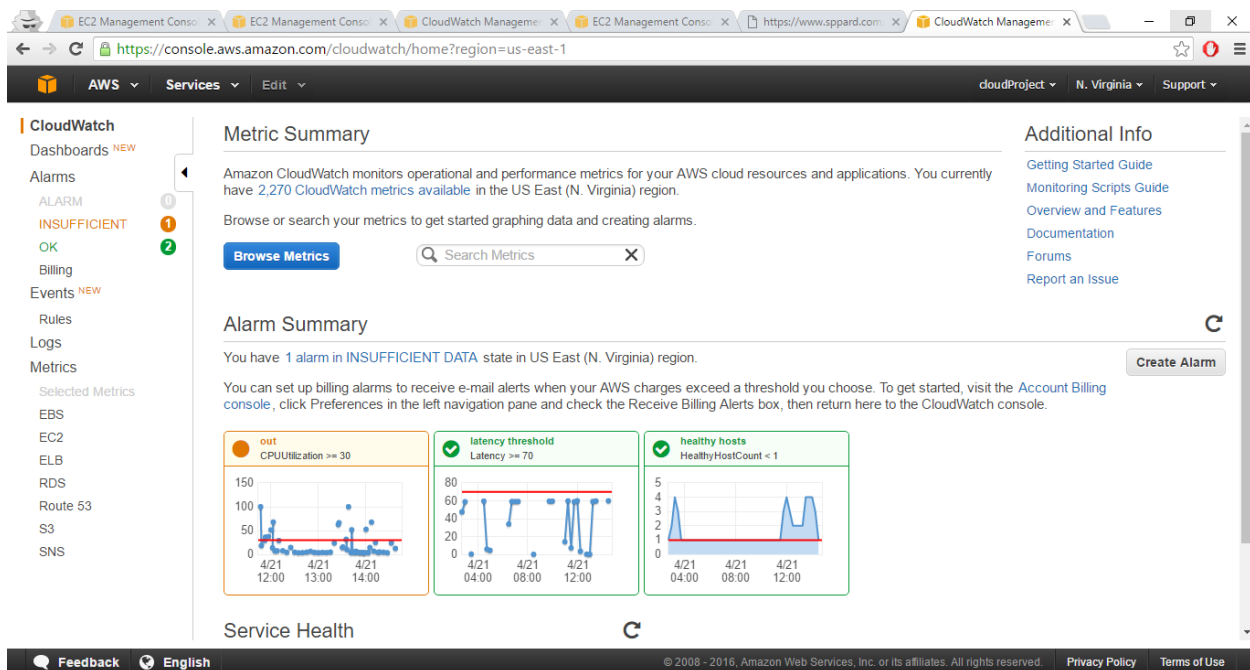 EC2 Management Consol
EC2 Management Consol
CloudWatch Managemen
EC2 Management Conso
https://www.sppard.com
CloudWatch Managemen
https://console.aws.amazon.com/cloudwatch/home?region=us-east-1
AWS Services Edit cloudProject N. Virginia Support
CloudWatch
Dashboards NEW
Alarms
ALARM 0
INSUFFICIENT 1
OK 2
Billing
Events NEW
Rules
Logs
Metrics
Selected Metrics
EBS
EC2
ELB
RDS
Route 53
S3
SNS
Metric Summary
Amazon CloudWatch monitors operational and performance metrics for your AWS cloud resources and applications. You currently
have 2,270 CloudWatch metrics available in the US East (N. Virginia) region.
Browse or search your metrics to get started graphing data and creating alarms.
Browse Metrics
Search Metrics
Additional Info
Getting Started Guide
Monitoring Scripts Guide
Overview and Features
Documentation
Forums
Report an Issue
Alarm Summary
You have 1 alarm in INSUFFICIENT DATA state in US East (N. Virginia) region.
Create Alarm
You can set up billing alarms to receive e-mail alerts when your AWS charges exceed a threshold you choose. To get started, visit the Account Billing
console, click Preferences in the left navigation pane and check the Receive Billing Alerts box, then return here to the CloudWatch console.
out
CPUUtilization >= 30
150
100
50
0
4/21 4/21 4/21
12:00 13:00 14:00
latency threshold
Latency >= 70
80
60
40
20
0
4/21 4/21 4/21
04:00 08:00 12:00
healthy hosts
HealthyHostCount < 1
5
4
3
2
1
0
4/21 4/21 4/21
04:00 08:00 12:00
Service Health
Feedback English
© 2008 - 2016, Amazon Web Services, Inc. or its affiliates. All rights reserved. Privacy Policy Terms of Use